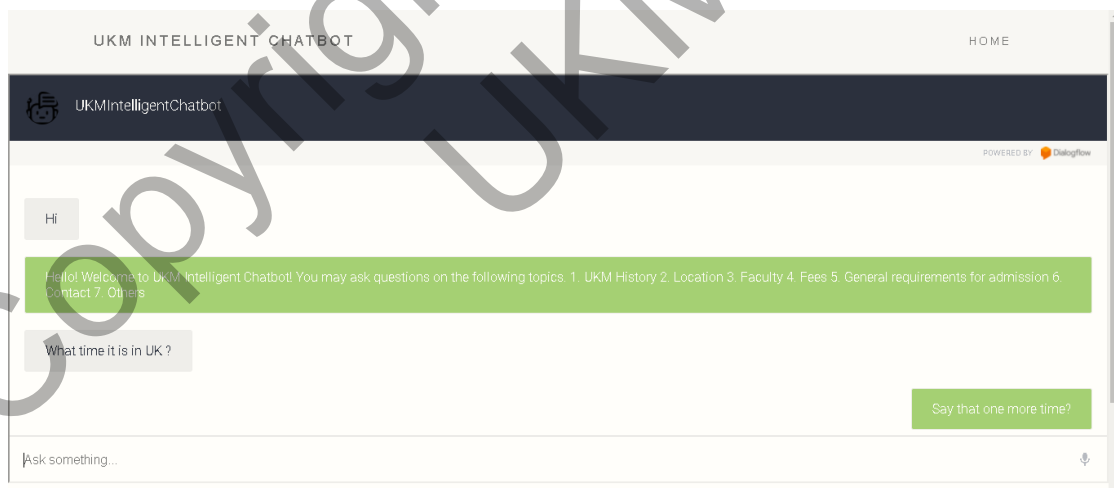 UKM INTELLIGENT CHATBOT
HOME
UKMIntelligentChatbot
POWERED BY Dialogflow
Hi
Hello! Welcome to UKM Intelligent Chatbot! You may ask questions on the following topics. 1. UKM History 2. Location 3. Faculty 4. Fees 5. General requirements for admission 6.
Contact 7. Others
What time it is in UK ?
Say that one more time?
Ask something...
Copyrig
UKM